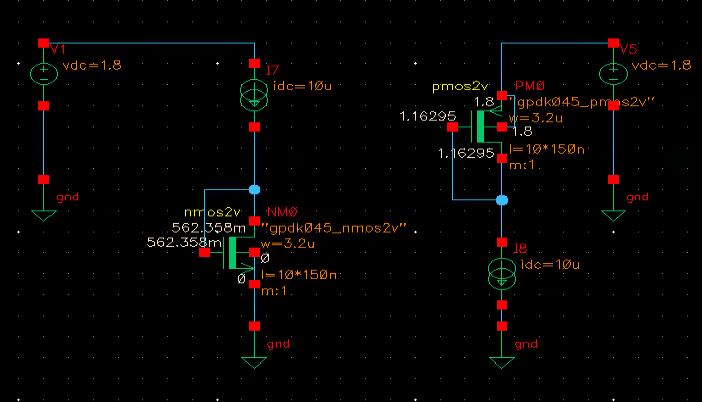 V1
vdc=1.8
gnd
I7
idc=10u
nmos2v
NM0
562.358m
"gpdk045_nmos2v"
562.358m
w=3.2u
0
l=10*150n
0
m:1
gnd
V5
vdc=1.8
gnd
pmos2v
PM0
1.8
"gpdk045_pmos2v"
1.16295
w=3.2u
1.8
1.16295
l=10*150n
m:1
I8
idc=10u
gnd